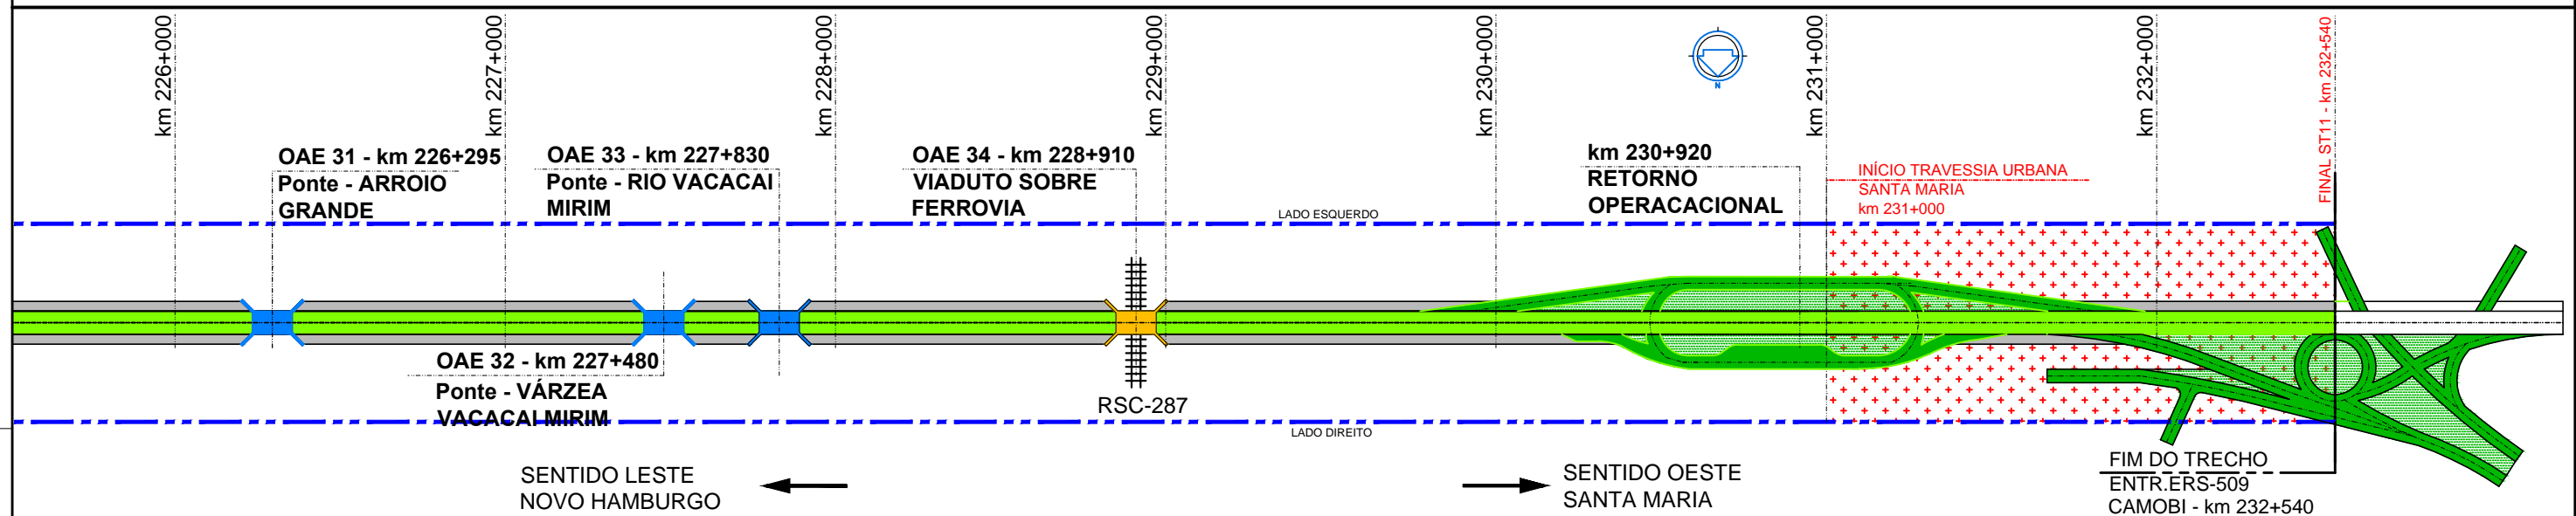 km 226+000
km 227+000
km 228+000
km 229+000
km 230+000
km 231+000
km 232+000
FINAL ST11 - km 232+540
N
OAE 31 - km 226+295
Ponte - ARROIO
GRANDE
OAE 33 - km 227+830
Ponte - RIO VACACAI
MIRIM
OAE 34 - km 228+910
VIADUTO SOBRE
FERROVIA
km 230+920
RETORNO
OPERACACIONAL
INÍCIO TRAVESSIA URBANA
SANTA MARIA
km 231+000
LADO ESQUERDO
OAE 32 - km 227+480
Ponte - VÁRZEA
VACACAI MIRIM
RSC-287
LADO DIREITO
SENTIDO LESTE
NOVO HAMBURGO
SENTIDO OESTE
SANTA MARIA
FIM DO TRECHO
ENTR.ERS-509
CAMOBI - km 232+540